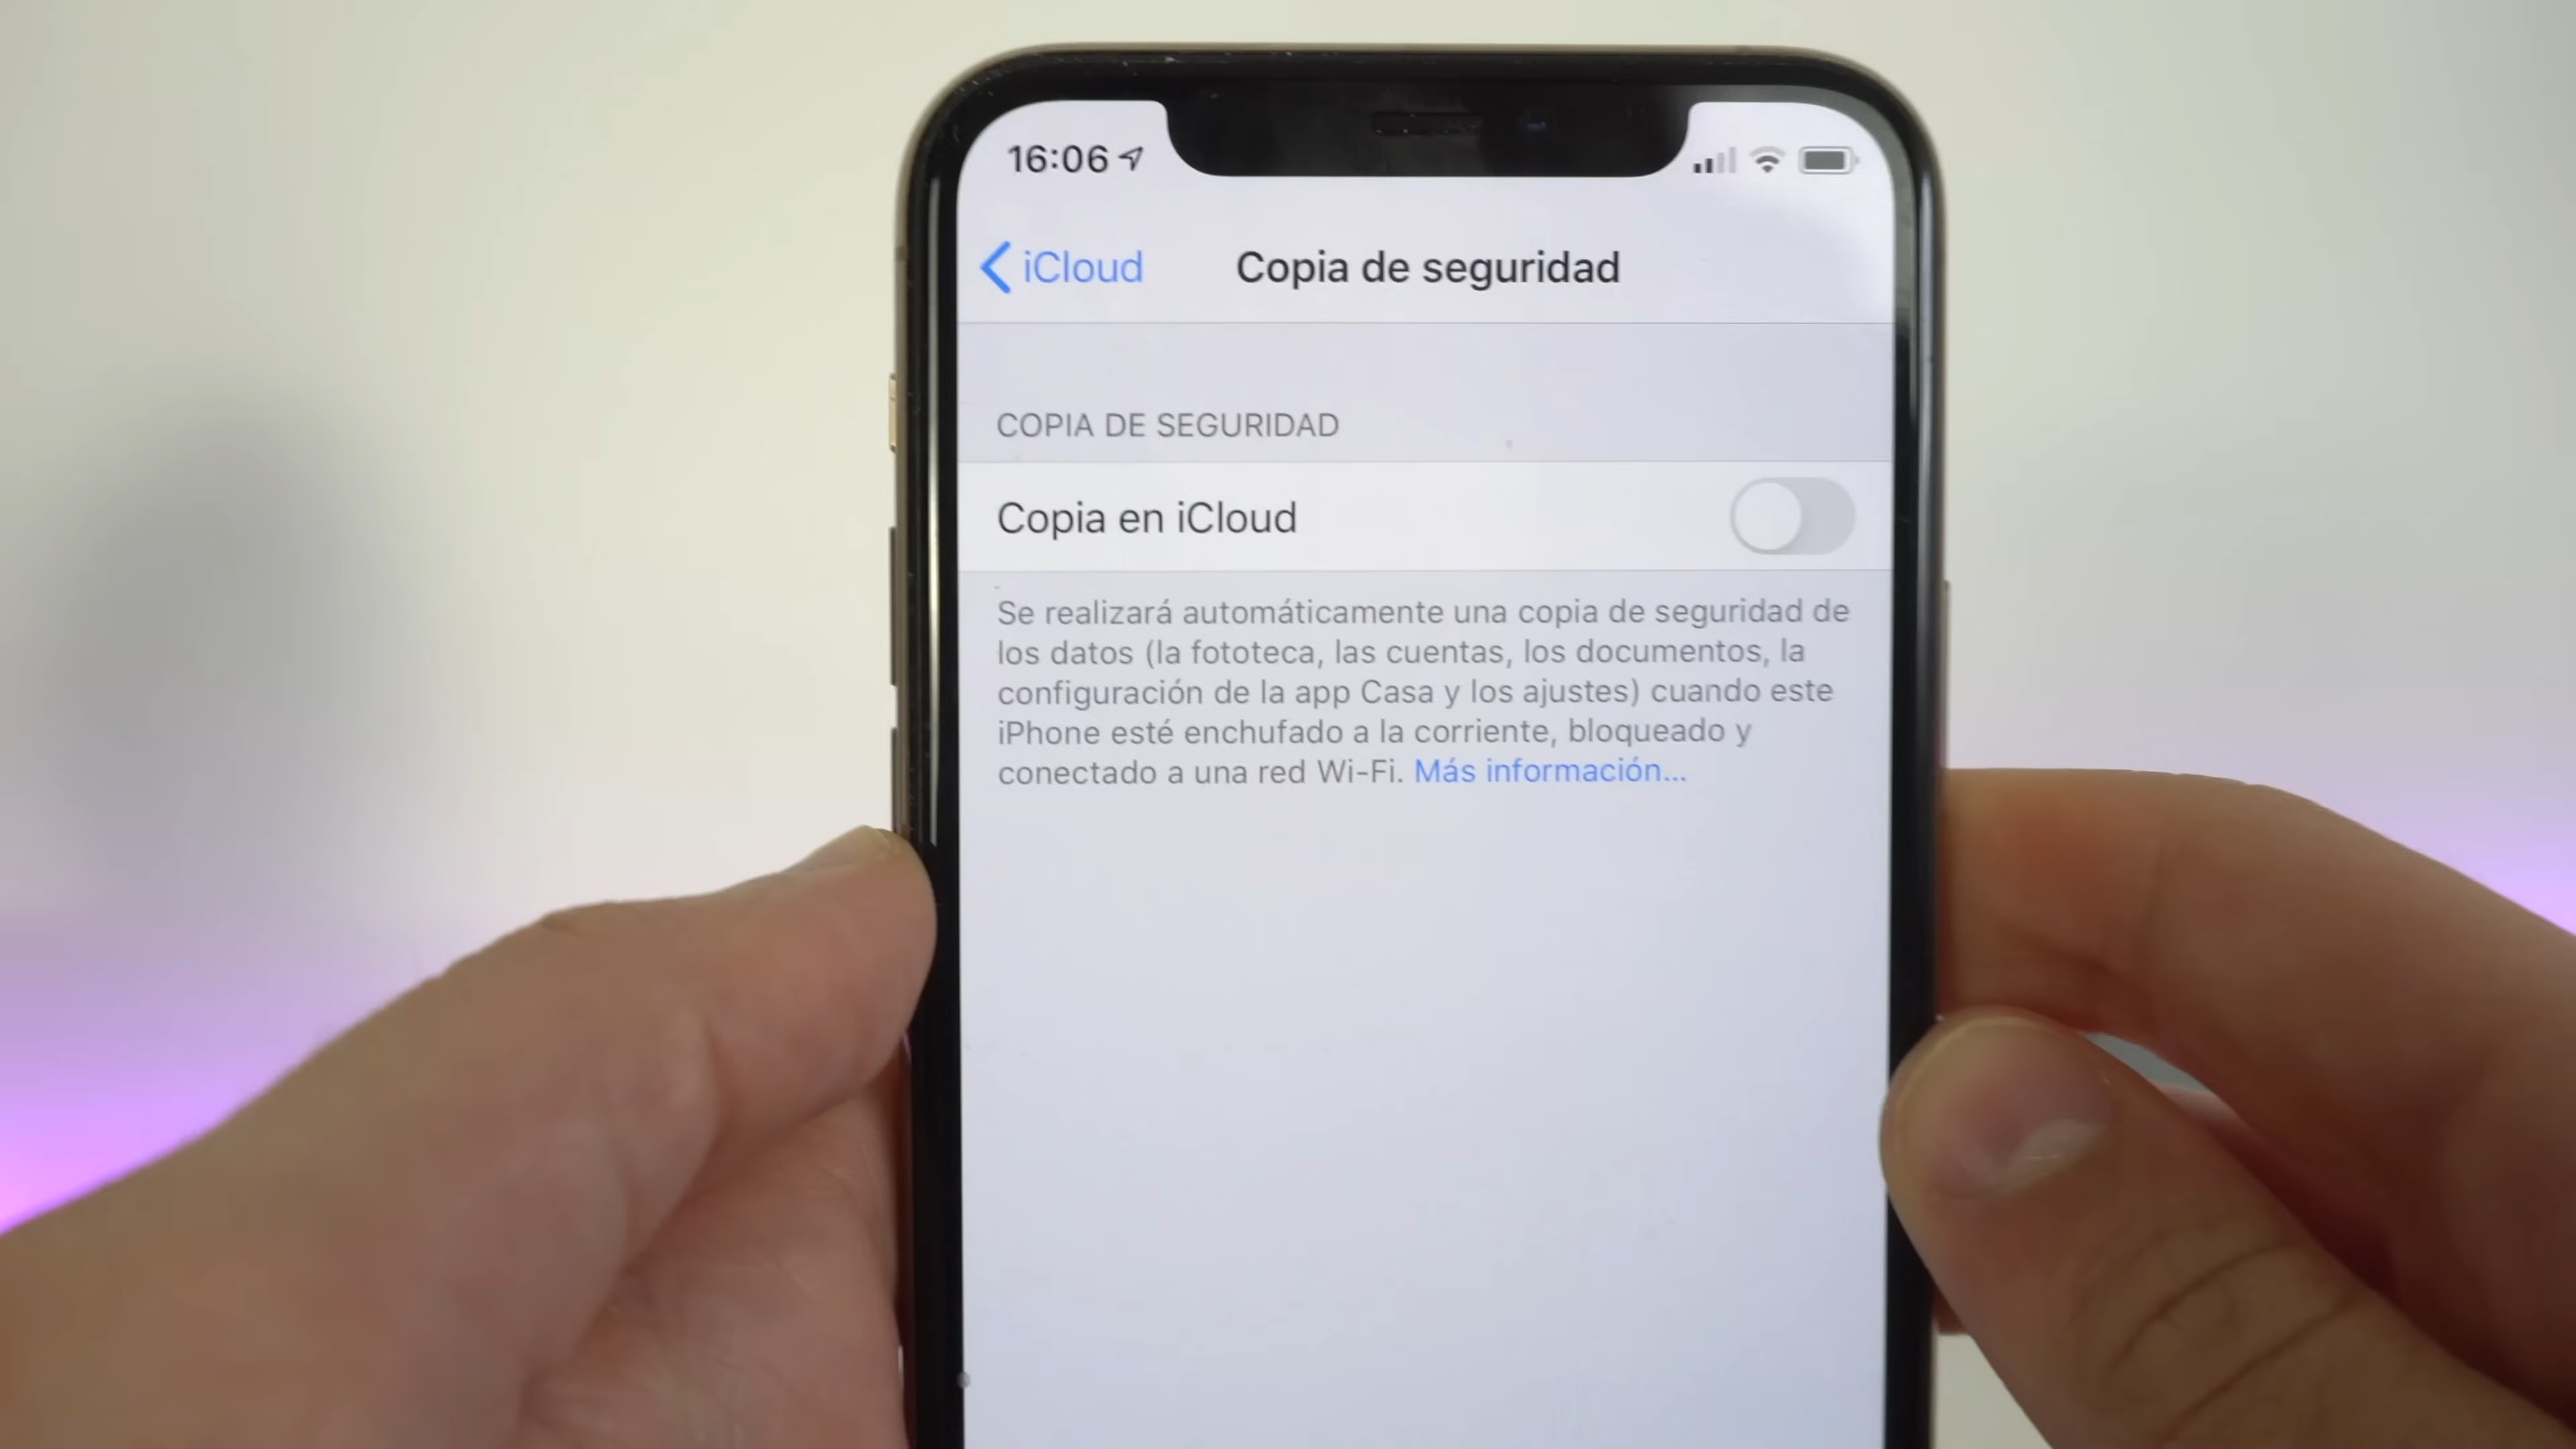 16:06
iCloud
Copia de seguridad
COPIA DE SEGURIDAD
Copia en iCloud
Se realizará automáticamente una copia de seguridad de
los datos (la fototeca, las cuentas, los documentos, la
configuración de la app Casa y los ajustes) cuando este
iPhone esté enchufado a la corriente, bloqueado y
conectado a una red Wi-Fi. Más información...